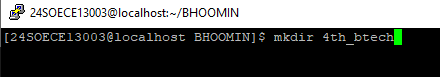 24SOECE13003@localhost:~/BHOOMIN
[24SOECE13003@localhost BHOOMIN]$ mkdir 4th_btech